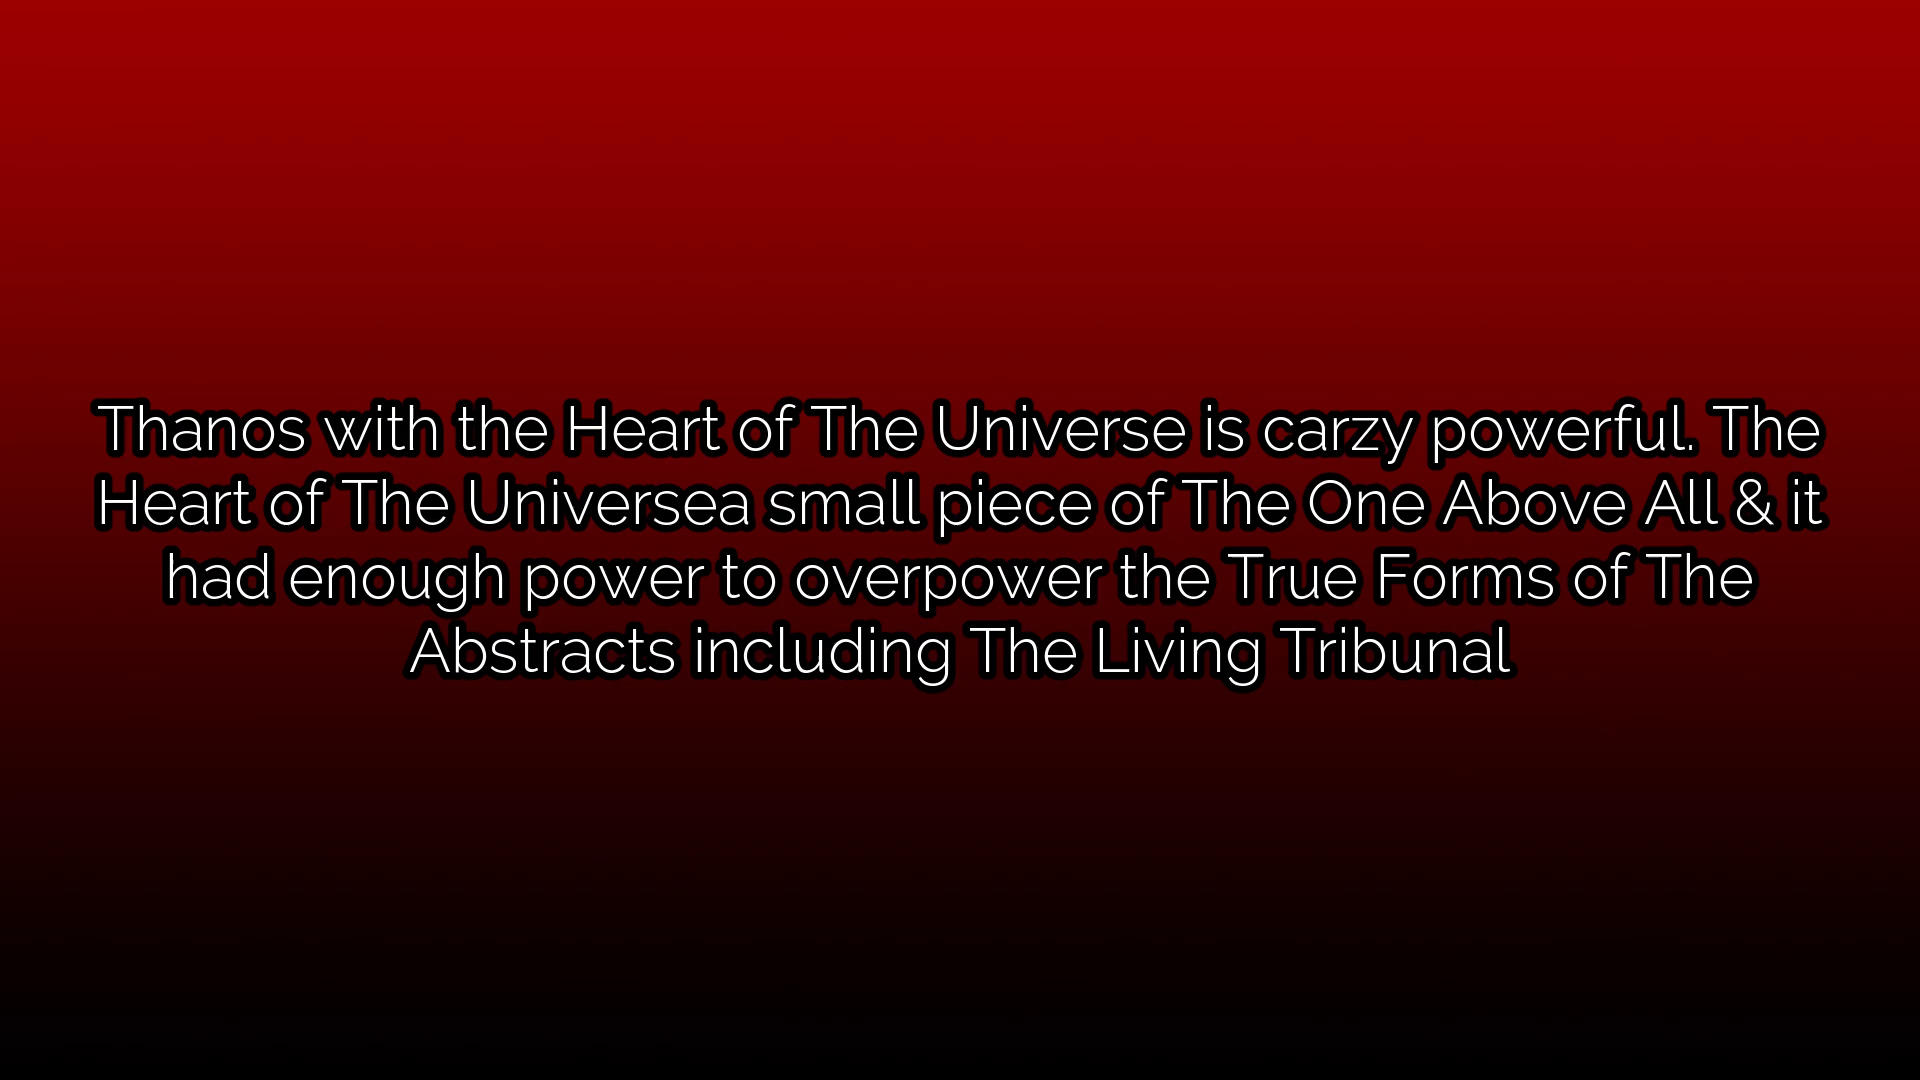 Thanos with the Heart of The Universe is carzy powerful. The
Heart of The Universea small piece of The One Above All & it
had enough power to overpower the True Forms of The
Abstracts including The Living Tribunal